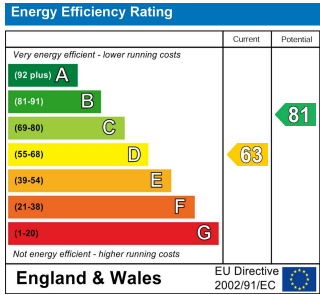 Energy Efficiency Rating
Current Potential
Very energy efficient - lower running costs
(92 plus) A
(81-91) B
(69-80) C
(55-68) D
(39-54) E
(21-38) F
(1-20) G
63
81
Not energy efficient - higher running costs
England & Wales
EU Directive
2002/91/EC